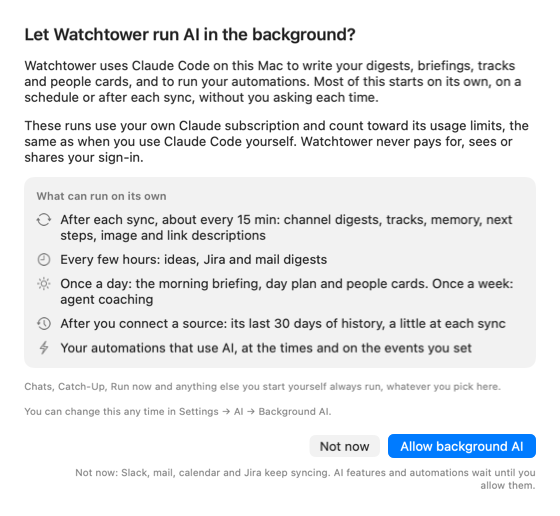 Let Watchtower run AI in the background?
Watchtower uses Claude Code on this Mac to write your digests, briefings, tracks
and people cards, and to run your automations. Most of this starts on its own, on a
schedule or after each sync, without you asking each time.
These runs use your own Claude subscription and count toward its usage limits, the
same as when you use Claude Code yourself. Watchtower never pays for, sees or
shares your sign-in.
What can run on its own
After each sync, about every 15 min: channel digests, tracks, memory, next
steps, image and link descriptions
Every few hours: ideas, Jira and mail digests
Once a day: the morning briefing, day plan and people cards. Once a week:
agent coaching
After you connect a source: its last 30 days of history, a little at each sync
Your automations that use AI, at the times and on the events you set
Chats, Catch-Up, Run now and anything else you start yourself always run, whatever you pick here.
You can change this any time in Settings → AI → Background AI.
Not now
Allow background AI
Not now: Slack, mail, calendar and Jira keep syncing. AI features and automations wait until you
allow them.